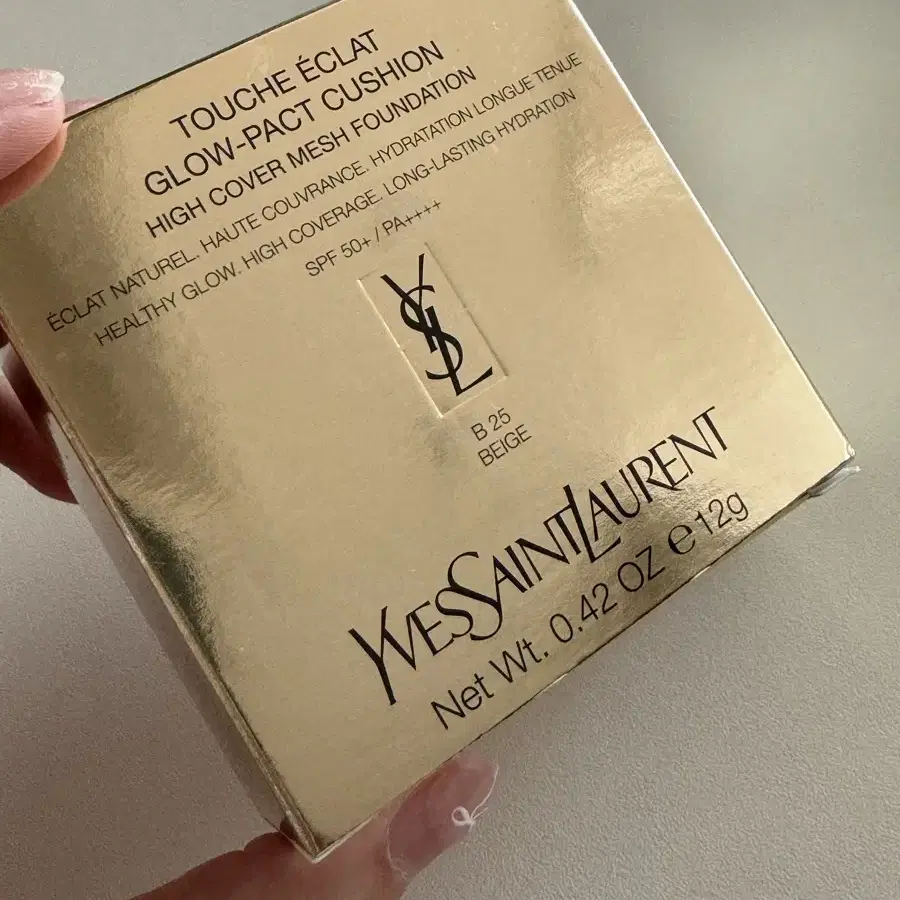 TOUCHE ÉCLAT
GLOW-PACT CUSHION
HIGH COVER MESH FOUNDATION
ÉCLAT NATUREL. HAUTE COUVRANCE. HYDRATATION LONGUE TENUE
HEALTHY GLOW. HIGH COVERAGE. LONG-LASTING HYDRATION
SPF 50+ / PA++++
YSL
B 25
BEIGE
YVESSAINTLAURENT
Net Wt. 0.42 OZ ℮ 12g